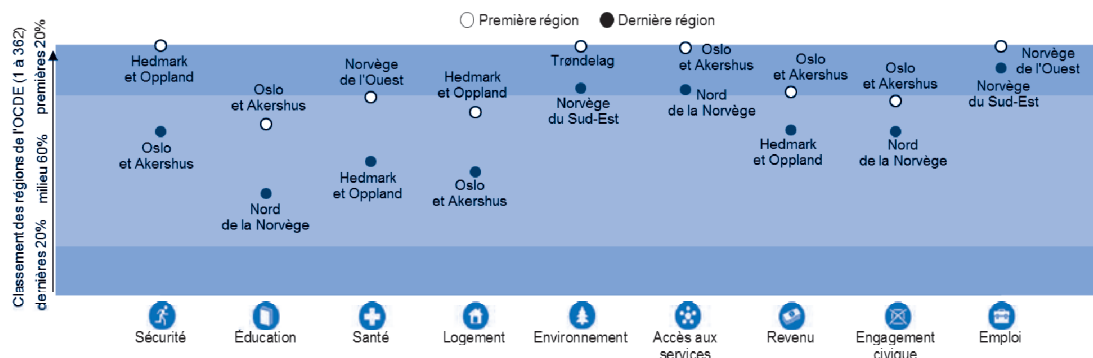 Première région
Dernière région
Classement des régions de l'OCDE (1 à 362)
dernières 20% milieu 60% premières 20%
Hedmark
et Oppland
Oslo
et Akershus
Oslo
et Akershus
Nord
de la Norvège
Norvège
de l'Ouest
Hedmark
et Oppland
Hedmark
et Oppland
Oslo
et Akershus
Trøndelag
Norvège
du Sud-Est
Oslo
et Akershus
Nord
de la Norvège
Oslo
et Akershus
Hedmark
et Oppland
Oslo
et Akershus
Nord
de la Norvège
Norvège
de l'Ouest
Norvège
du Sud-Est
Sécurité
Éducation
Santé
Logement
Environnement
Accès aux
services
Revenu
Engagement
civique
Emploi